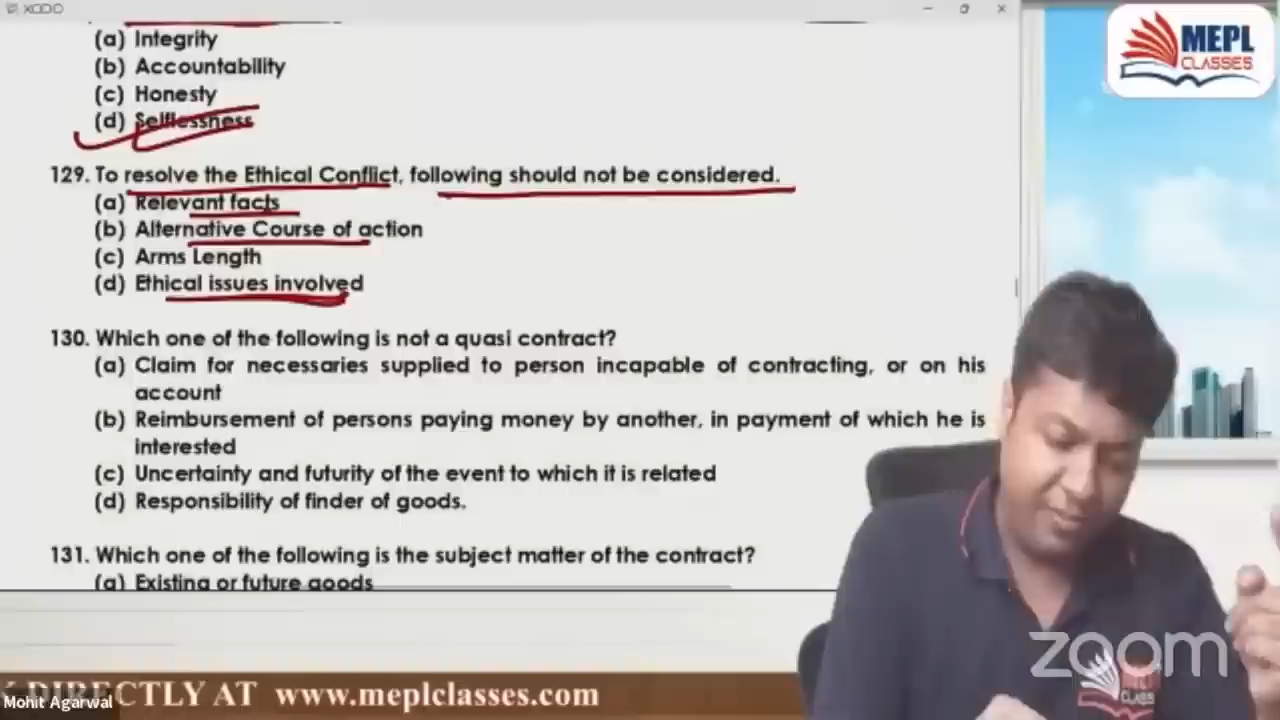 XODO
MEPL
CLASSES
(a) Integrity
(b) Accountability
(c) Honesty
(d) Selflessness
129. To resolve the Ethical Conflict, following should not be considered.
(a) Relevant facts
(b) Alternative Course of action
(c) Arms Length
(d) Ethical issues involved
130. Which one of the following is not a quasi contract?
(a) Claim for necessaries supplied to person incapable of contracting, or on his
account
(b) Reimbursement of persons paying money by another, in payment of which he is
interested
(c) Uncertainty and futurity of the event to which it is related
(d) Responsibility of finder of goods.
131. Which one of the following is the subject matter of the contract?
(a) Existing or future goods
zoom
DIRECTLY AT www.meplclasses.com
Mohit Agarwal